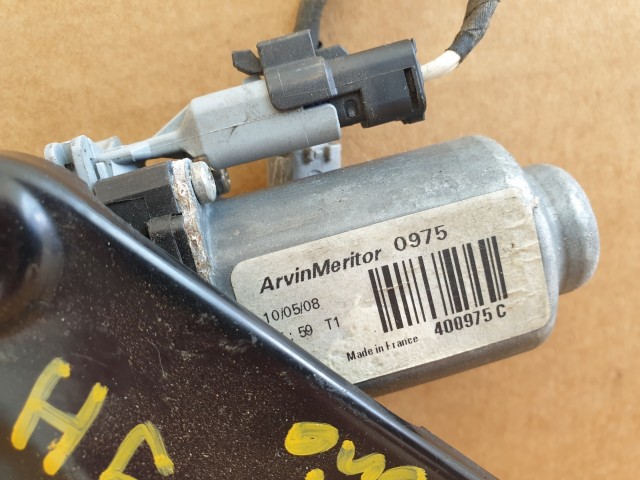 ArvinMeritor 0975
10/05/08
: 59 T1
400975 C
Made in France